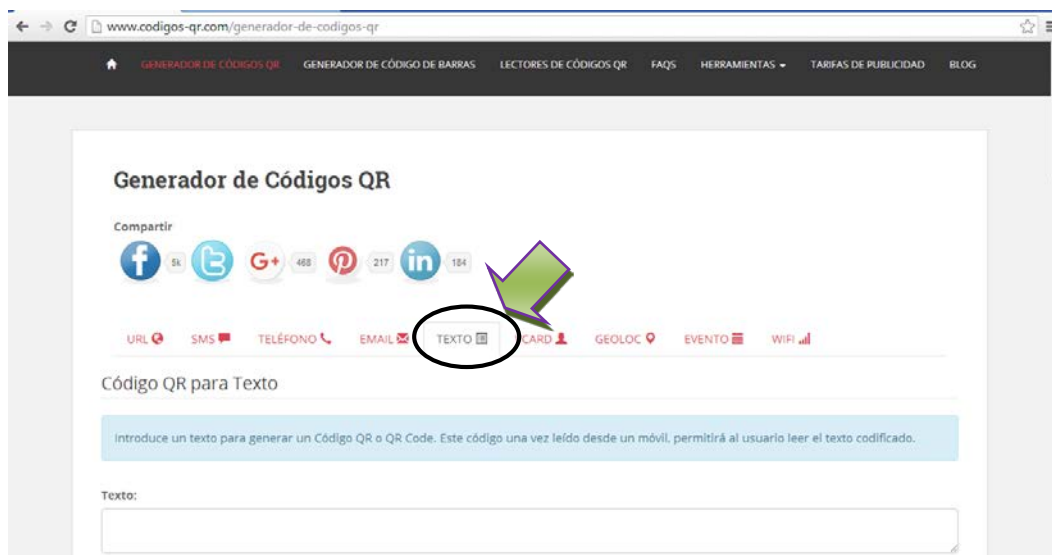 www.codigos-qr.com/generador-de-codigos-qr
GENERADOR DE CÓDIGOS QR GENERADOR DE CÓDIGO DE BARRAS LECTORES DE CÓDIGOS QR FAQS HERRAMIENTAS TARIFAS DE PUBLICIDAD BLOG
Generador de Códigos QR
Compartir
5k G+ 468 217 in 184
URL SMS TELÉFONO EMAIL TEXTO CARD GEOLOC EVENTO WIFI
Código QR para Texto
Introduce un texto para generar un Código QR o QR Code. Este código una vez leído desde un móvil, permitirá al usuario leer el texto codificado.
Texto: